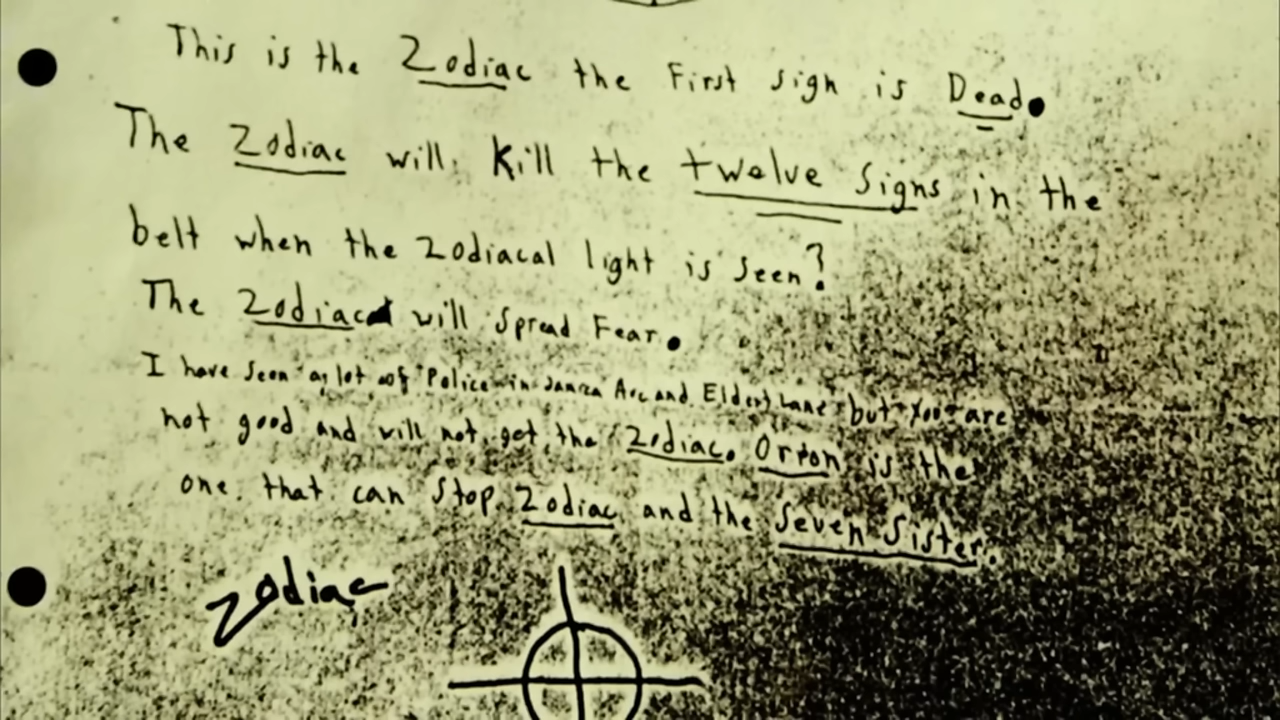 This is the Zodiac the First sign is Dead.
The Zodiac will Kill the twelve Signs in the
belt when the Zodiacal light is seen?
The Zodiac will Spread Fear.
I have seen a lot of Police in Jamica Arc and Elders Lane but you are
not good and will not get the Zodiac. Orion is the
one that can Stop Zodiac and the Seven Sister.
Zodiac